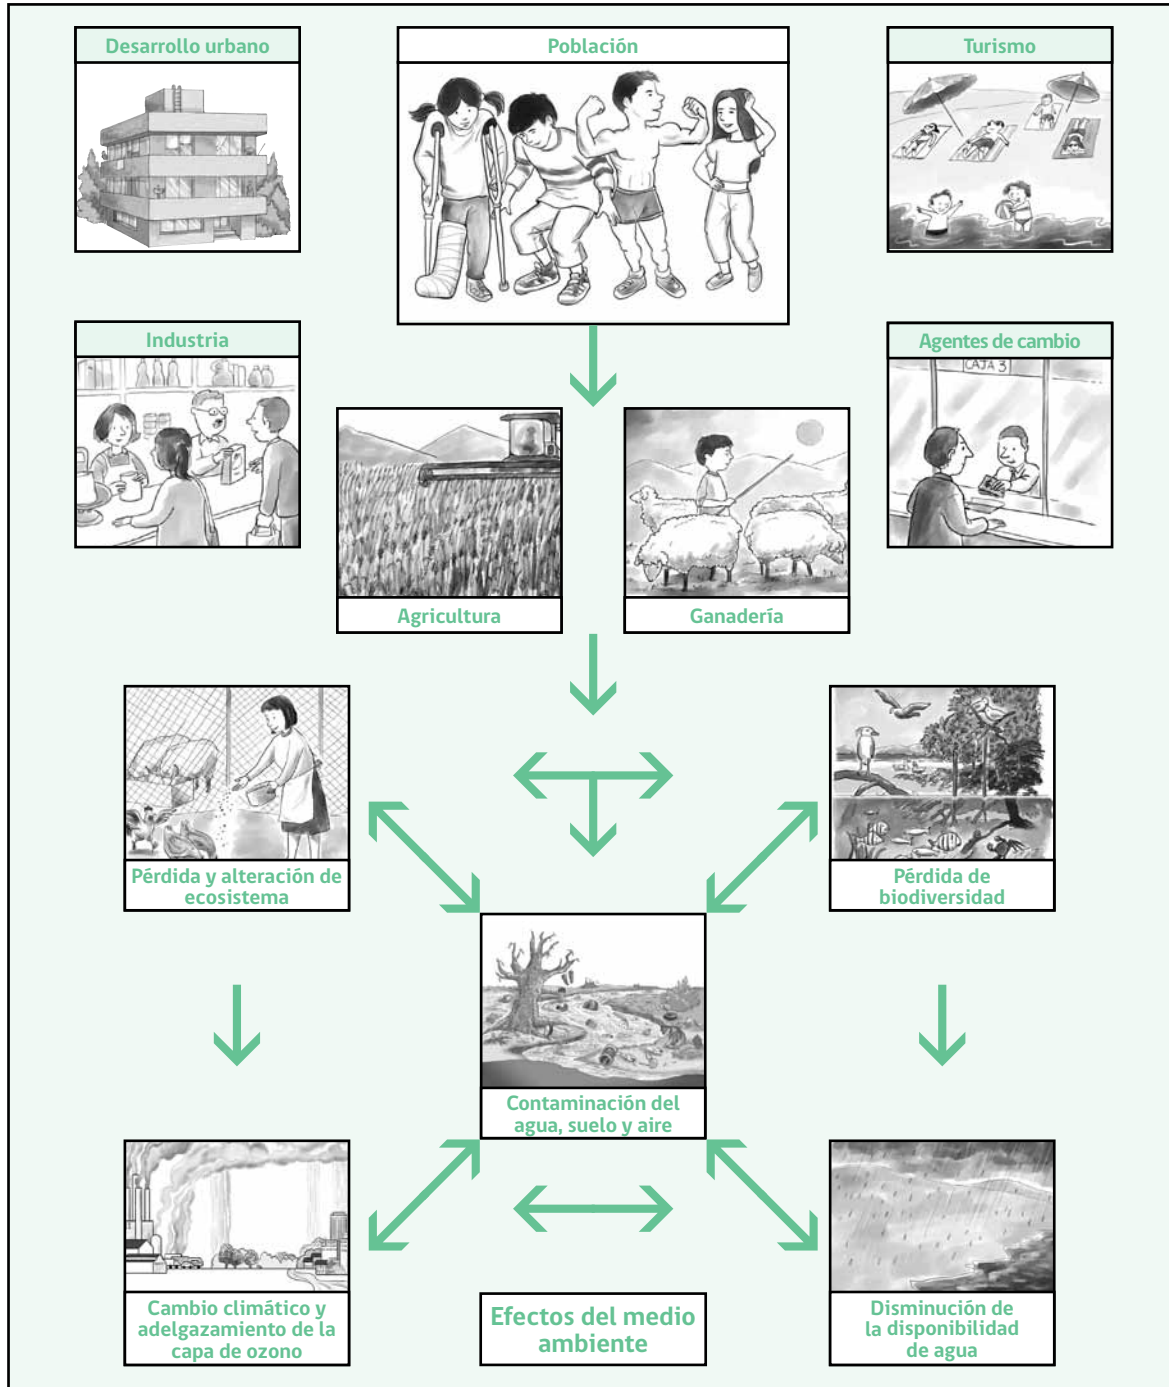 Desarrollo urbano
Población
Turismo
Industria
Agentes de cambio
CAJA 3
Agricultura
Ganadería
Pérdida y alteración de
ecosistema
Pérdida de
biodiversidad
Contaminación del
agua, suelo y aire
Cambio climático y
adelgazamiento de la
capa de ozono
Efectos del medio
ambiente
Disminución de
la disponibilidad
de agua